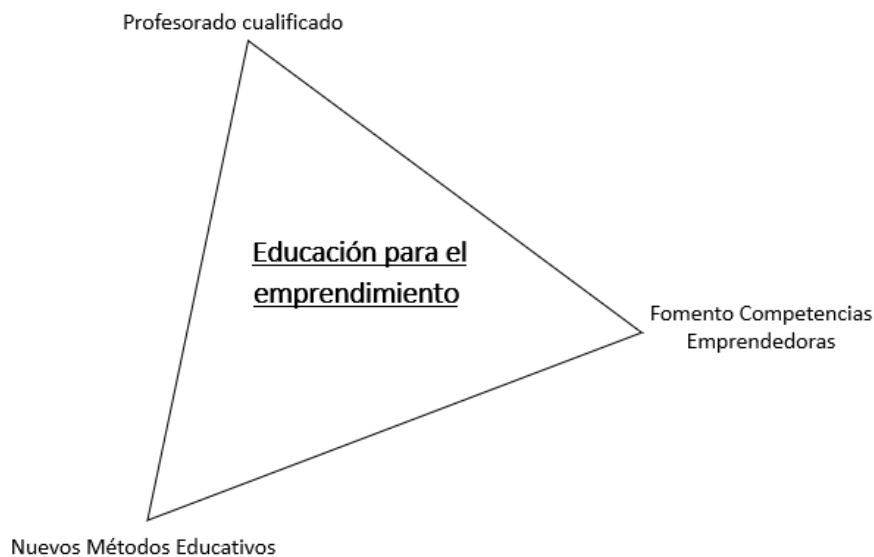 Profesorado cualificado
Educación para el
emprendimiento
Fomento Competencias
Emprendedoras
Nuevos Métodos Educativos